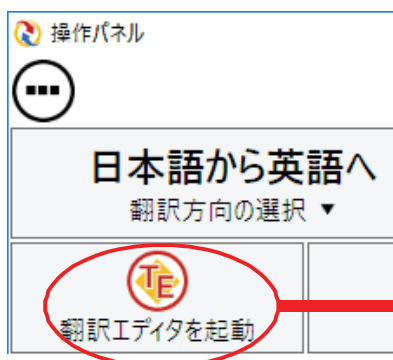 操作パネル
日本語から英語へ
翻訳方向の選択 ▼
TE
翻訳エディタを起動